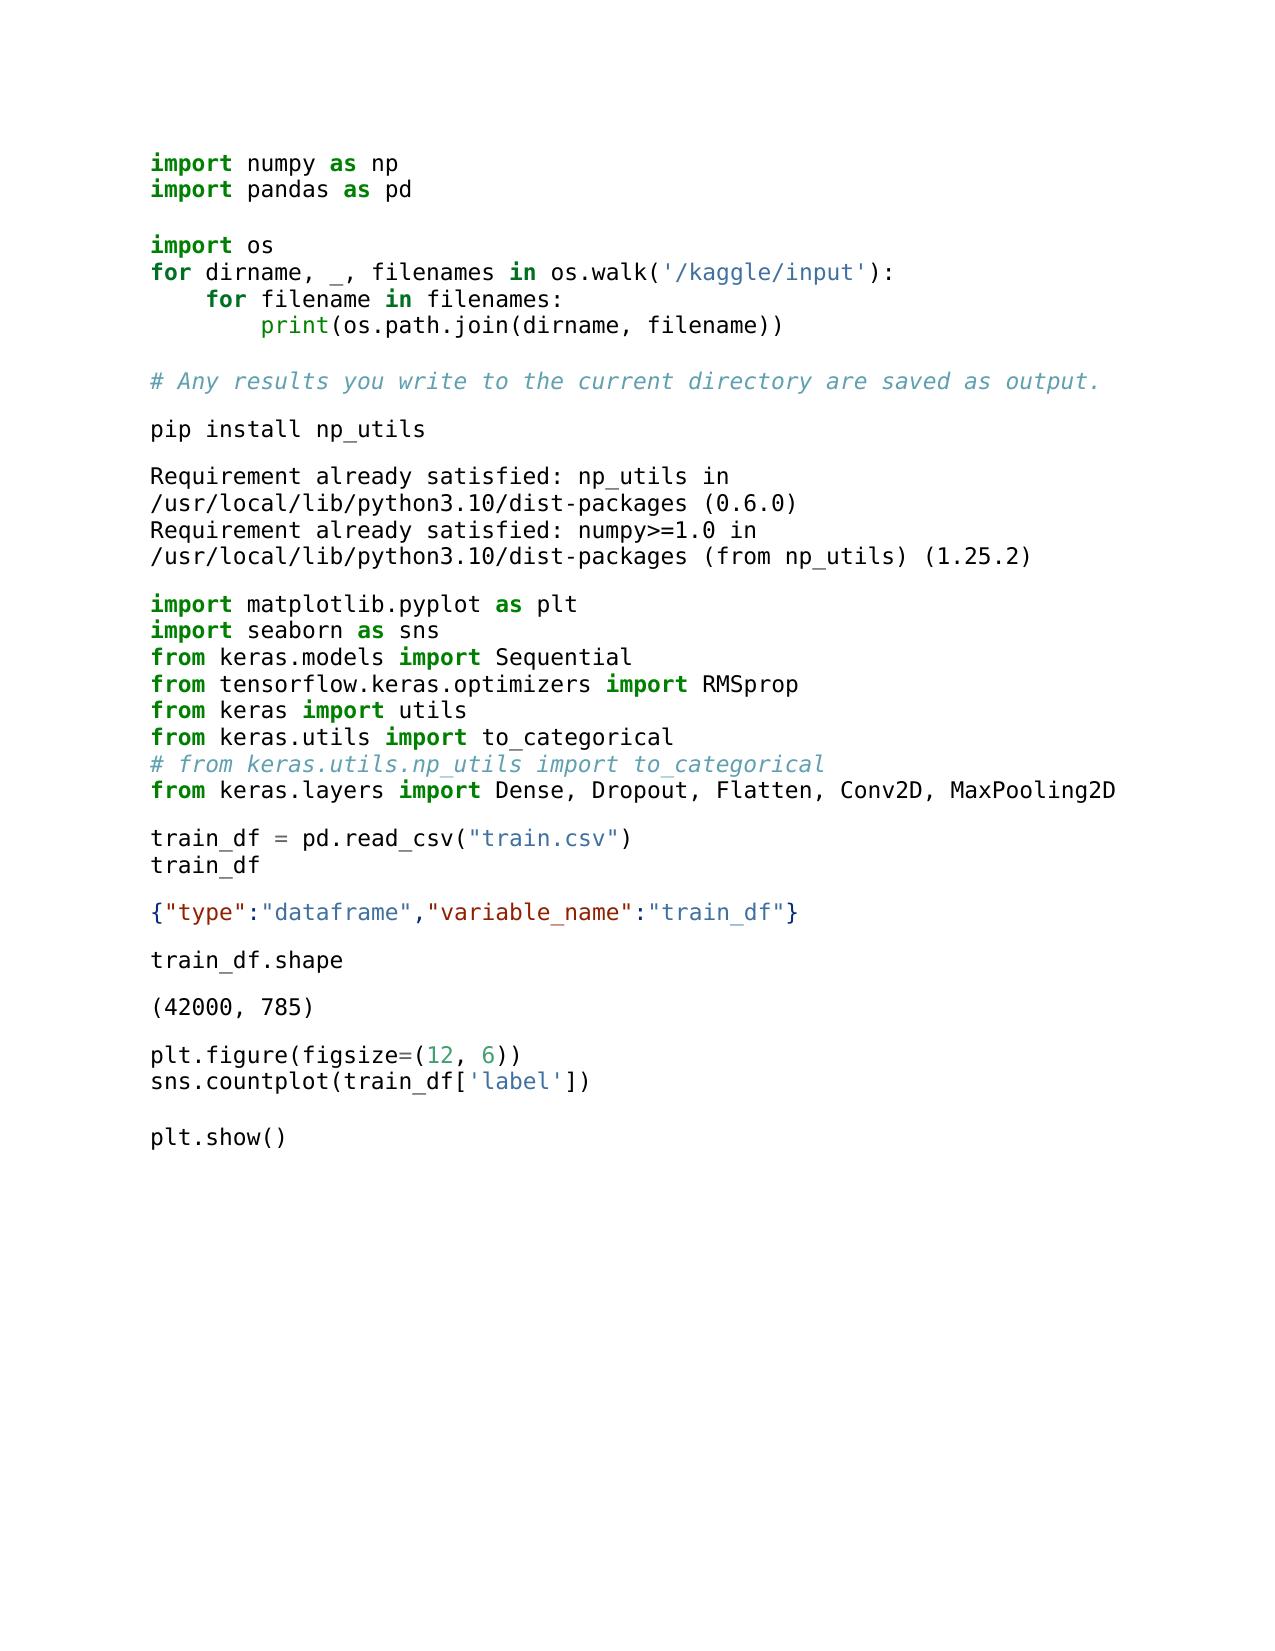 import numpy as np
import pandas as pd
import os
for dirname, _, filenames in os.walk('/kaggle/input'):
    for filename in filenames:
        print(os.path.join(dirname, filename))
# Any results you write to the current directory are saved as output.
pip install np_utils
Requirement already satisfied: np_utils in
/usr/local/lib/python3.10/dist-packages (0.6.0)
Requirement already satisfied: numpy>=1.0 in
/usr/local/lib/python3.10/dist-packages (from np_utils) (1.25.2)
import matplotlib.pyplot as plt
import seaborn as sns
from keras.models import Sequential
from tensorflow.keras.optimizers import RMSprop
from keras import utils
from keras.utils import to_categorical
# from keras.utils.np_utils import to_categorical
from keras.layers import Dense, Dropout, Flatten, Conv2D, MaxPooling2D
train_df = pd.read_csv("train.csv")
train_df
{"type":"dataframe","variable_name":"train_df"}
train_df.shape
(42000, 785)
plt.figure(figsize=(12, 6))
sns.countplot(train_df['label'])
plt.show()